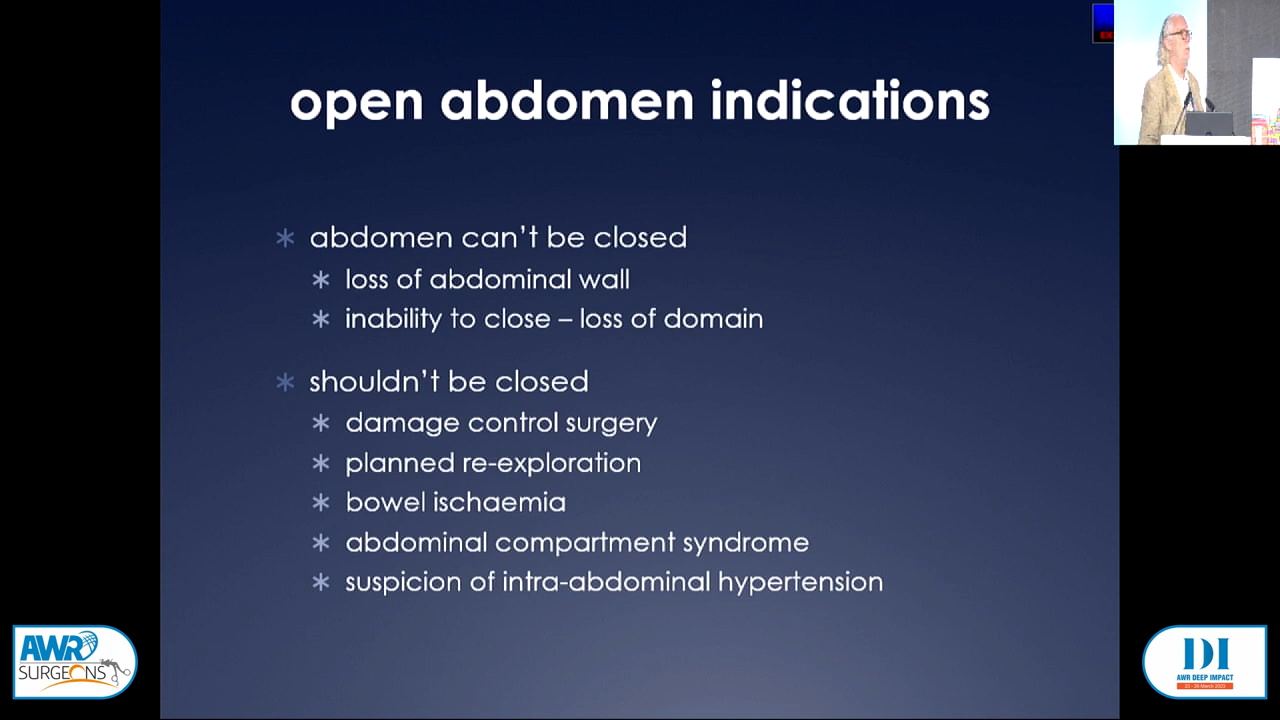 open abdomen indications
abdomen can't be closed
loss of abdominal wall
inability to close – loss of domain
shouldn't be closed
damage control surgery
planned re-exploration
bowel ischaemia
abdominal compartment syndrome
suspicion of intra-abdominal hypertension
AWR
SURGEONS
DI
AWR DEEP IMPACT